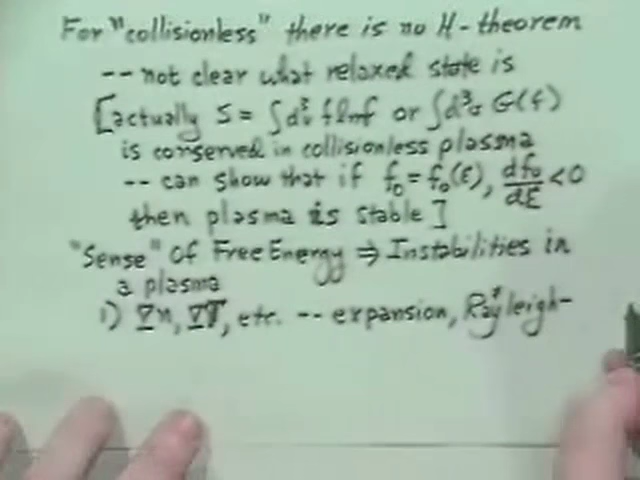 For "collisionless" there is no H-theorem
-- not clear what relaxed state is
[actually S = ∫d³v f ln f or ∫d³v G(f)
is conserved in collisionless plasma
-- can show that if f₀ = f₀(E), df₀/dE < 0
then plasma is stable]
"Sense" of Free Energy ⇒ Instabilities in
a plasma
1) ∇n, ∇T, etc. -- expansion, Rayleigh-